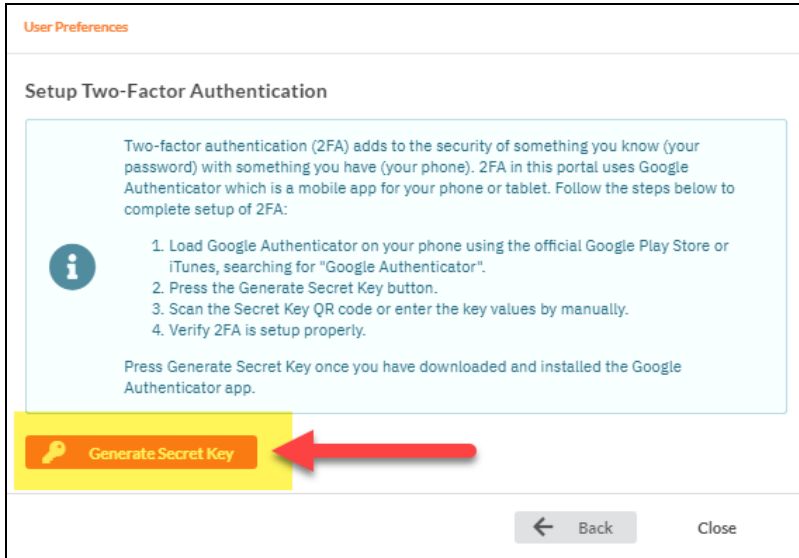 User Preferences
Setup Two-Factor Authentication
Two-factor authentication (2FA) adds to the security of something you know (your
password) with something you have (your phone). 2FA in this portal uses Google
Authenticator which is a mobile app for your phone or tablet. Follow the steps below to
complete setup of 2FA:
1. Load Google Authenticator on your phone using the official Google Play Store or
iTunes, searching for "Google Authenticator".
2. Press the Generate Secret Key button.
3. Scan the Secret Key QR code or enter the key values by manually.
4. Verify 2FA is setup properly.
Press Generate Secret Key once you have downloaded and installed the Google
Authenticator app.
Generate Secret Key
Back Close